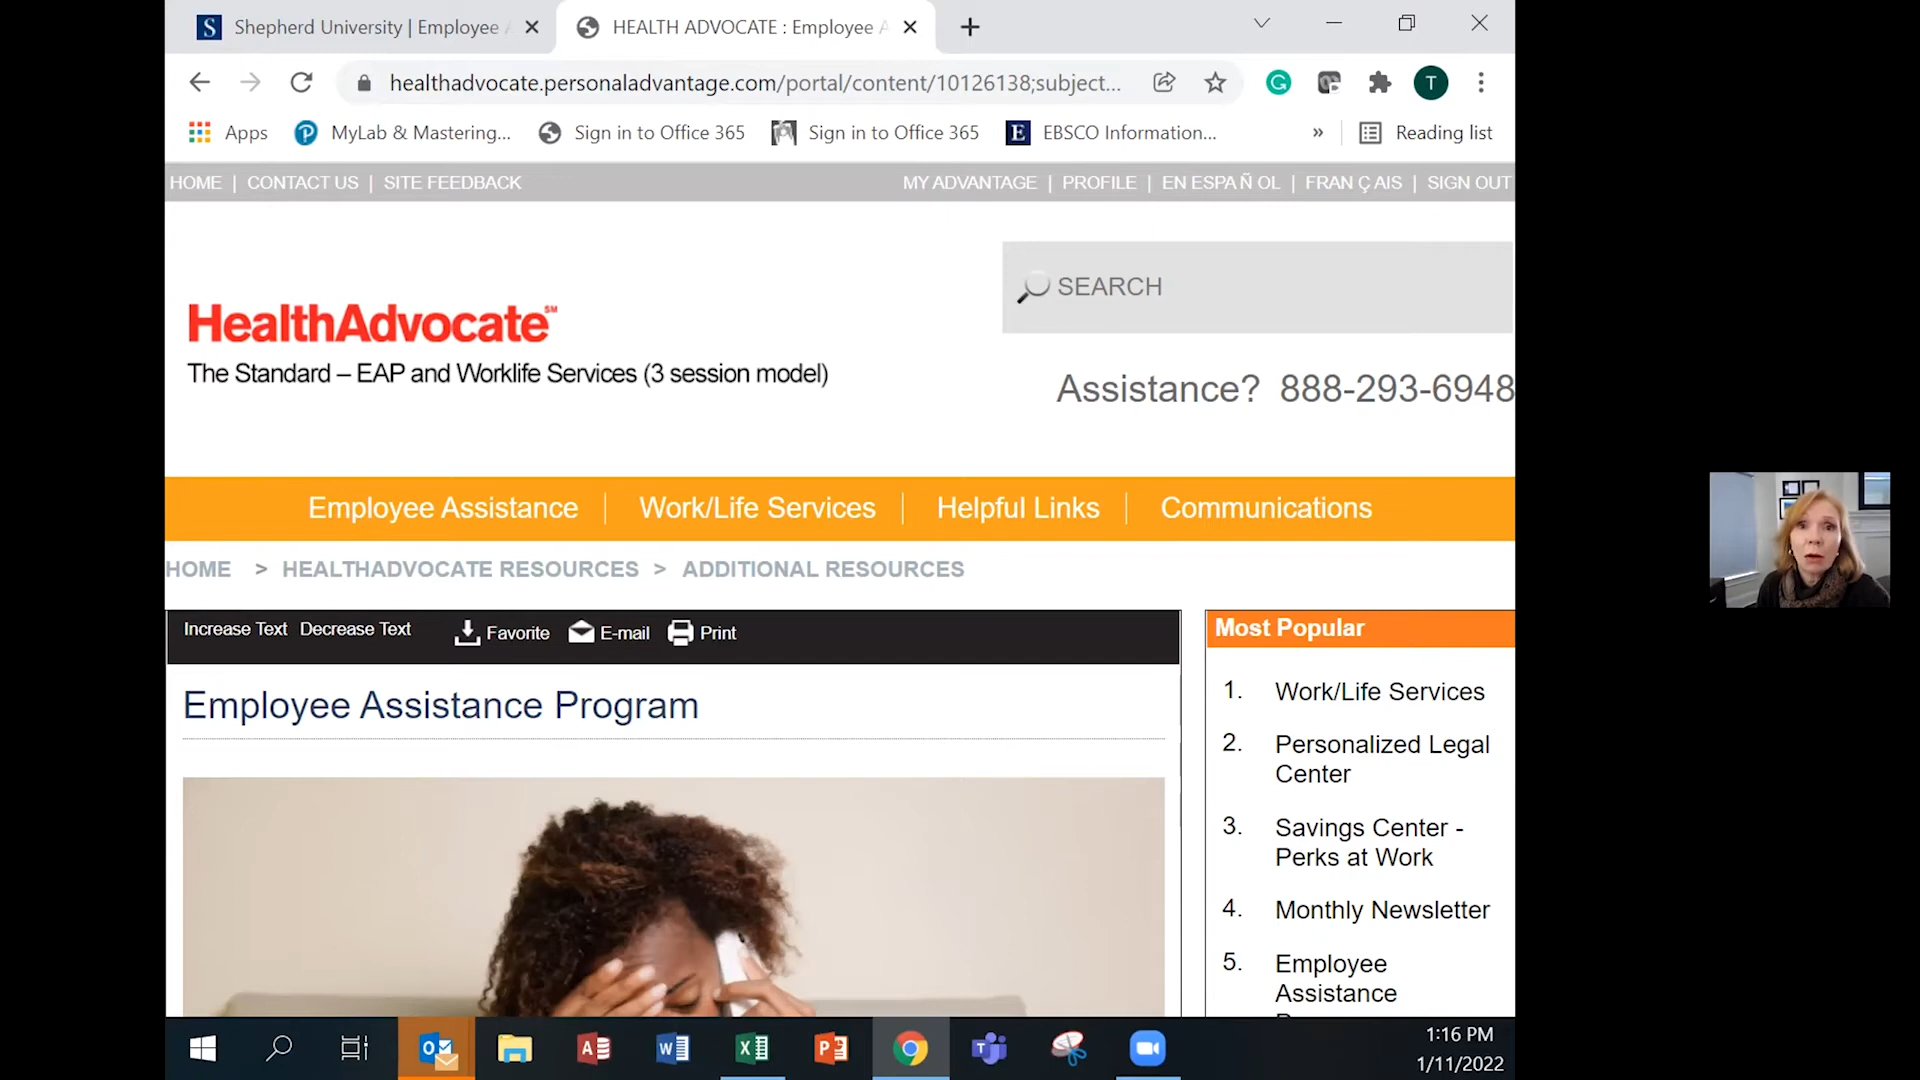 Shepherd University | Employee
HEALTH ADVOCATE : Employee A
healthadvocate.personaladvantage.com/portal/content/10126138;subject...
T
Apps
MyLab & Mastering...
Sign in to Office 365
Sign in to Office 365
EBSCO Information...
»
Reading list
HOME | CONTACT US | SITE FEEDBACK
MY ADVANTAGE | PROFILE | EN ESPA Ñ OL | FRAN Ç AIS | SIGN OUT
SEARCH
HealthAdvocate℠
The Standard – EAP and Worklife Services (3 session model)
Assistance? 888-293-6948
Employee Assistance | Work/Life Services | Helpful Links | Communications
HOME > HEALTHADVOCATE RESOURCES > ADDITIONAL RESOURCES
Increase Text Decrease Text Favorite E-mail Print
Employee Assistance Program
Most Popular
1. Work/Life Services
2. Personalized Legal
Center
3. Savings Center -
Perks at Work
4. Monthly Newsletter
5. Employee
Assistance
1:16 PM
1/11/2022